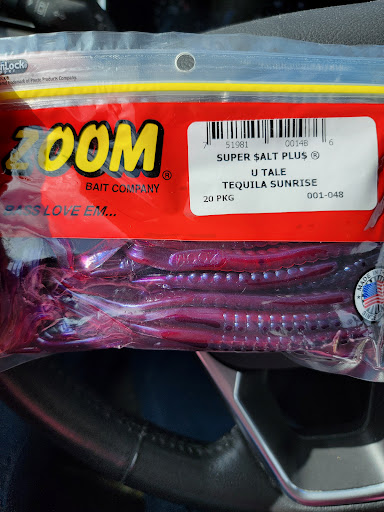 ZOOM®
BAIT COMPANY
BASS LOVE EM...
7 51981 00148 6
SUPER $ALT PLU$ ®
U TALE
TEQUILA SUNRISE
20 PKG 001-048
ZOOM